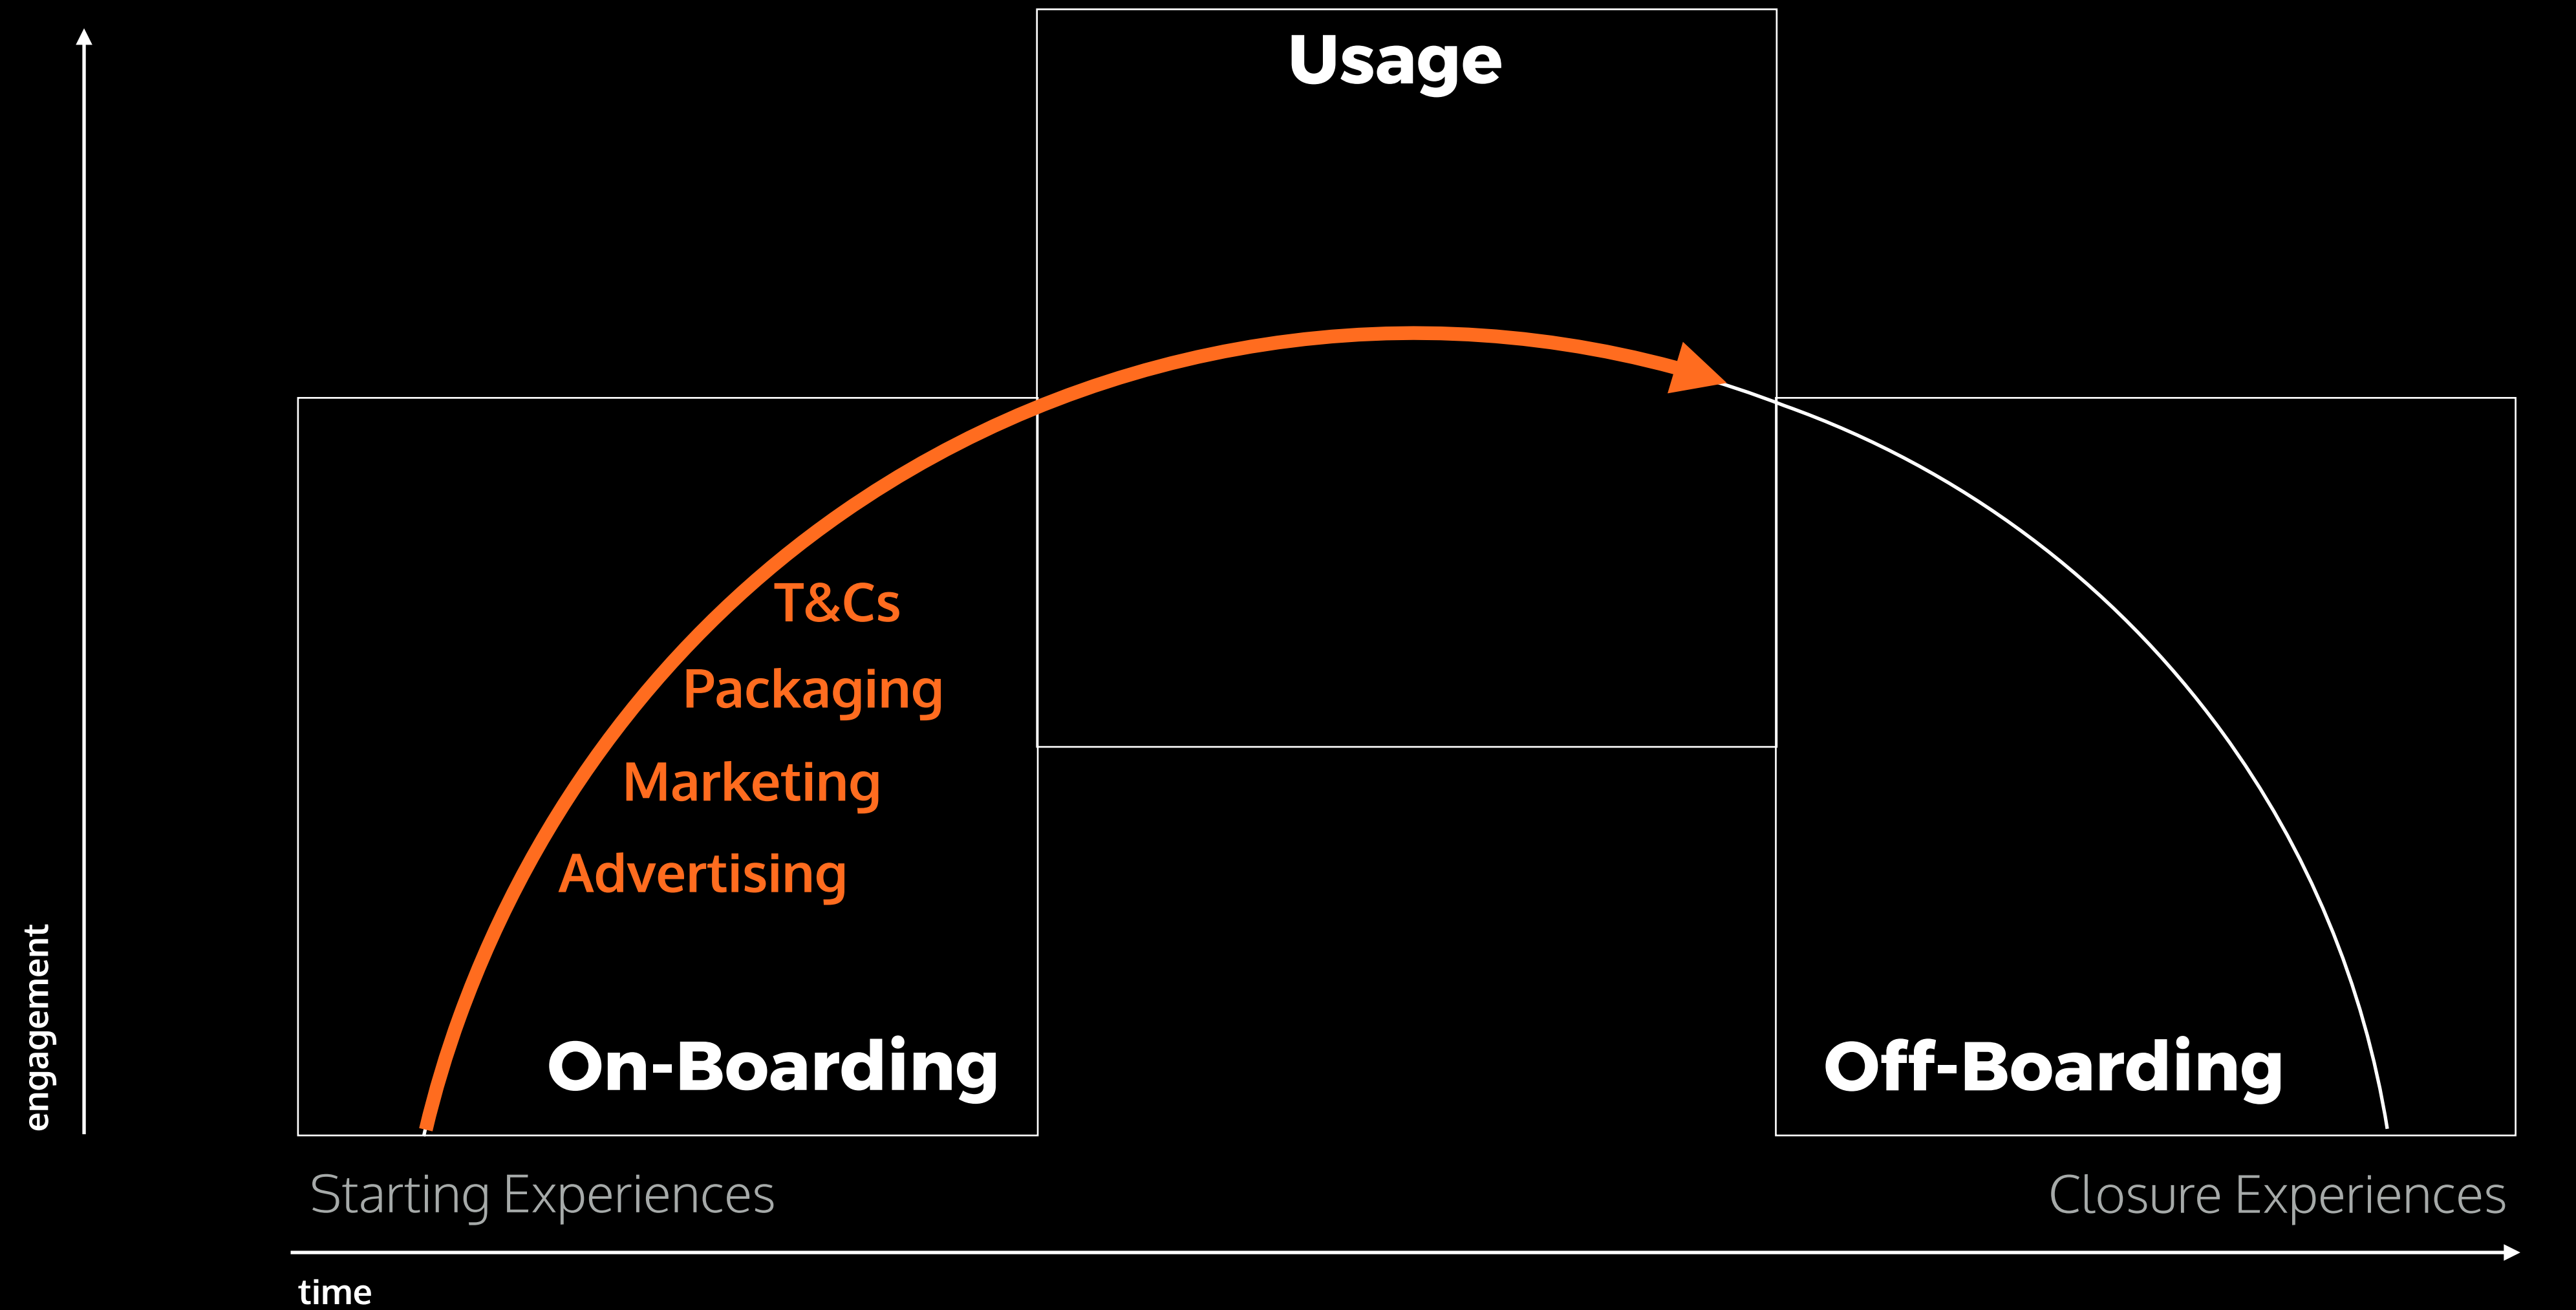 Usage
T&Cs
Packaging
Marketing
Advertising
On-Boarding
Off-Boarding
engagement
Starting Experiences
Closure Experiences
time